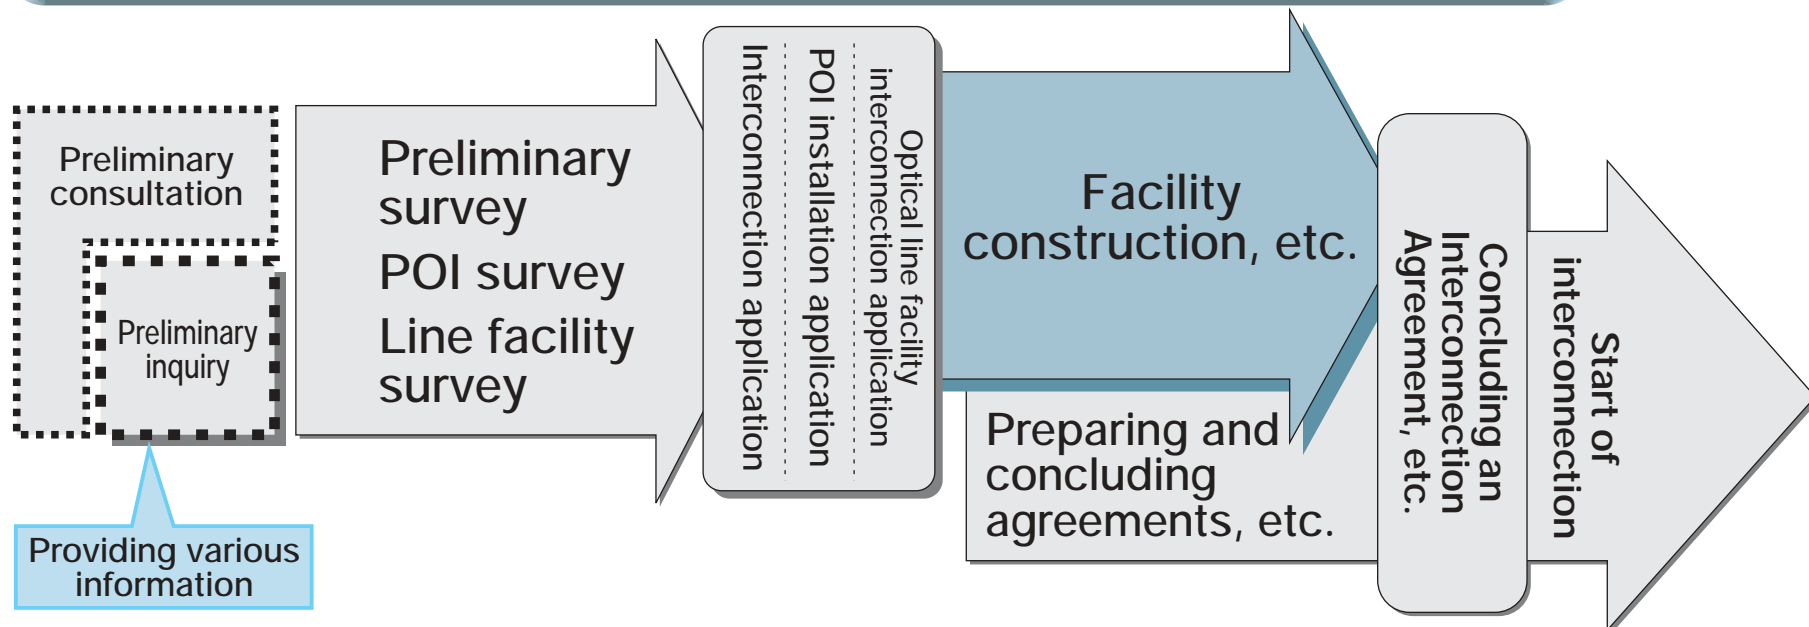 Preliminary
consultation
Preliminary
inquiry
Providing various
information
Preliminary
survey
POI survey
Line facility
survey
Interconnection application
POI installation application
Optical line facility
interconnection application
Facility
construction, etc.
Preparing and
concluding
agreements, etc.
Concluding an
Interconnection
Agreement, etc.
Start of
interconnection